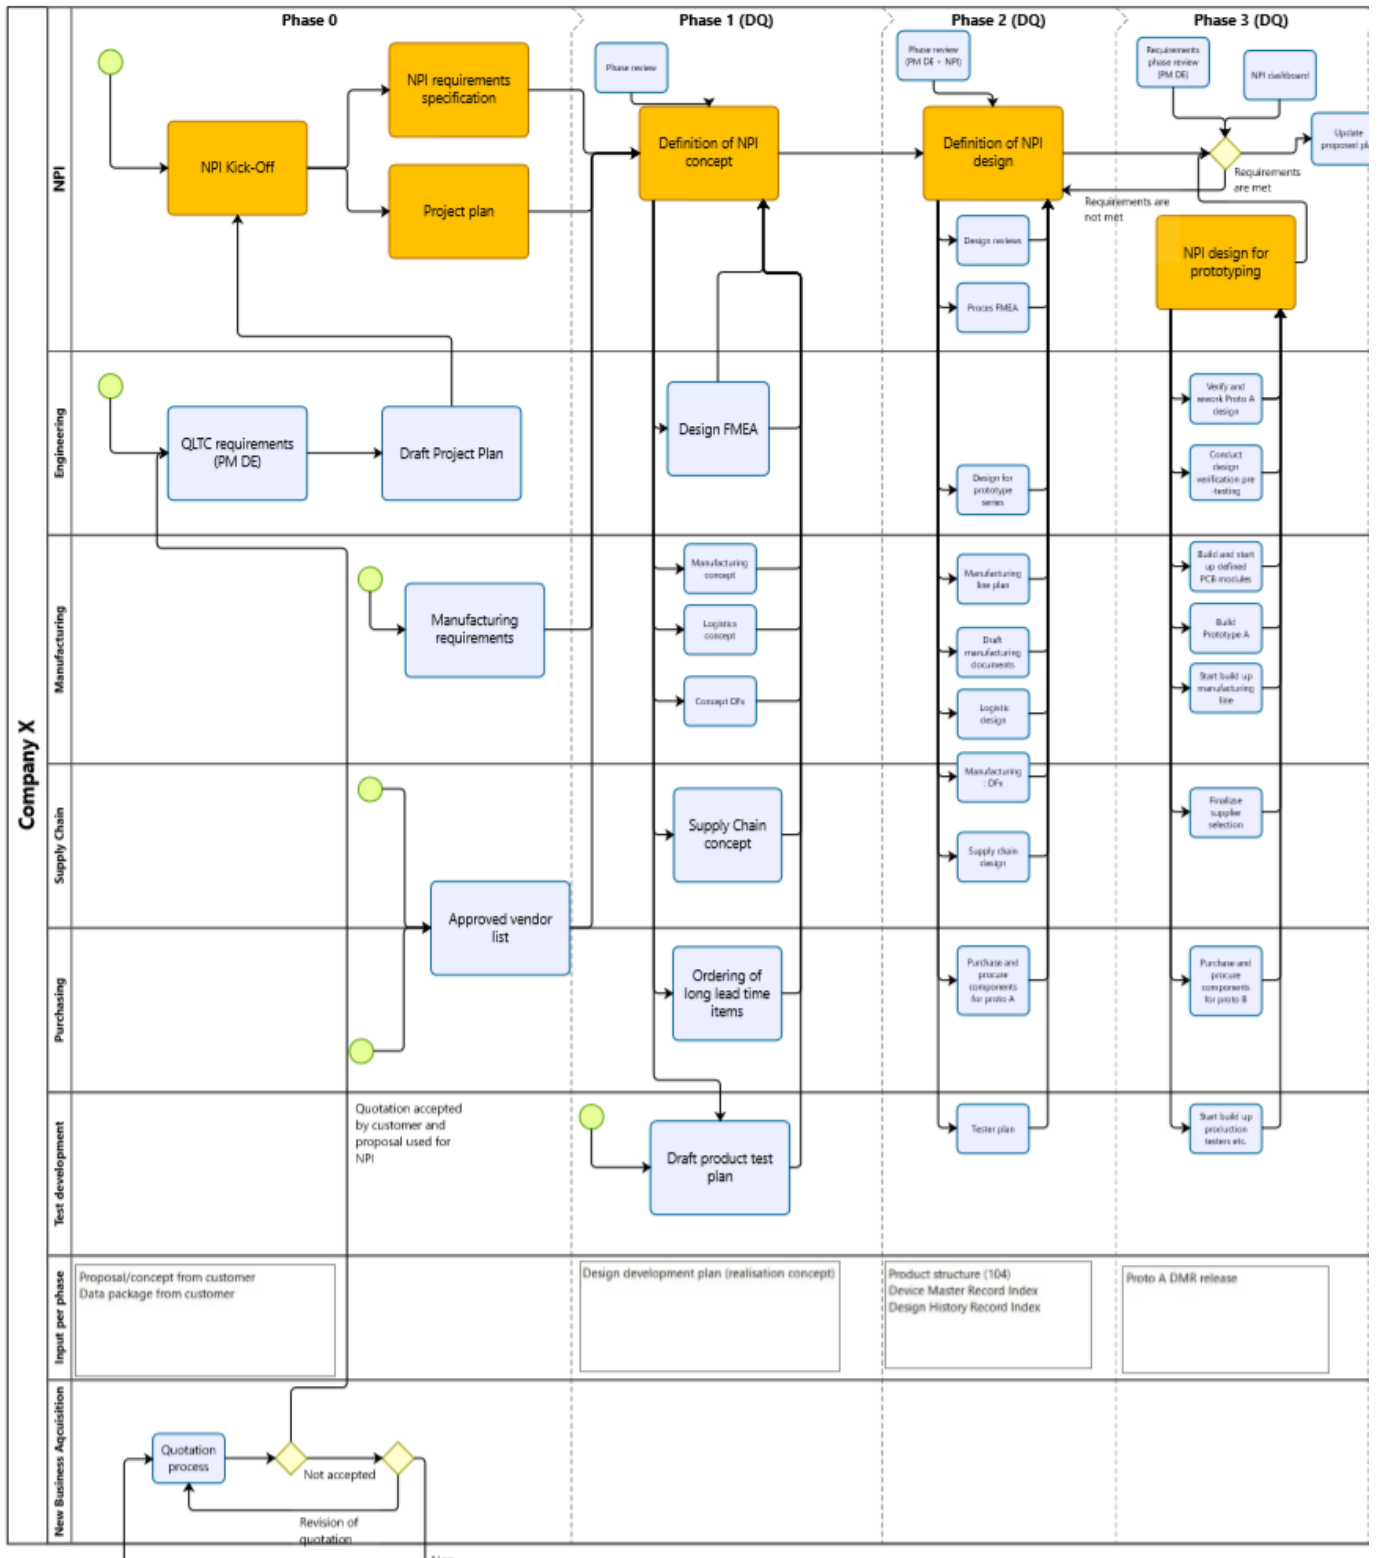 Phase 0
Phase 1 (DQ)
Phase 2 (DQ)
Phase 3 (DQ)
Company X
NPI
NPI Kick-Off
NPI requirements
specification
Project plan
Phase review
Definition of NPI
concept
Phase review
(PM DE + NPI)
Definition of NPI
design
Design reviews
Proces FMEA
Requirements
phase review
(PM DE)
NPI dashboard
Update
proposed pla
Requirements
are met
Requirements are
not met
NPI design for
prototyping
Engineering
QLTC requirements
(PM DE)
Draft Project Plan
Design FMEA
Design for
prototype
series
Verify and
rework Proto A
design
Conduct
design
verification pre
-testing
Manufacturing
Manufacturing
requirements
Manufacturing
concept
Logistics
concept
Concept DFx
Manufacturing
line plan
Draft
manufacturing
documents
Logistic
design
Manufacturing
: DFx
Build and start
up defined
PCB modules
Build
Prototype A
Start build up
manufacturing
line
Supply Chain
Approved vendor
list
Supply Chain
concept
Supply chain
design
Finalize
supplier
selection
Purchasing
Ordering of
long lead time
items
Purchase and
procure
components
for proto A
Purchase and
procure
components
for proto B
Test development
Quotation accepted
by customer and
proposal used for
NPI
Draft product test
plan
Tester plan
Start build up
production
testers etc.
Input per phase
Proposal/concept from customer
Data package from customer
Design development plan (realisation concept)
Product structure (104)
Device Master Record Index
Design History Record Index
Proto A DMR release
New Business Aqcuisition
Quotation
process
Not accepted
Revision of
quotation